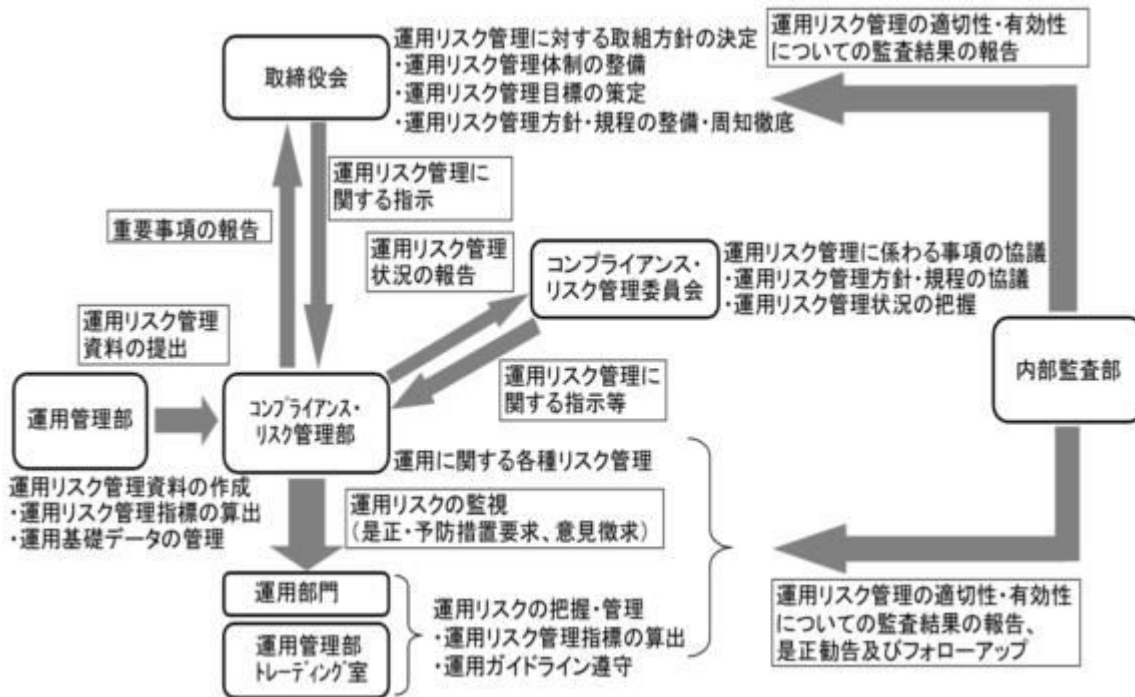 取締役会
運用リスク管理に対する取組方針の決定
・運用リスク管理体制の整備
・運用リスク管理目標の策定
・運用リスク管理方針・規程の整備・周知徹底
運用リスク管理の適切性・有効性
についての監査結果の報告
運用リスク管理に
関する指示
重要事項の報告
運用リスク管理
状況の報告
コンプライアンス・
リスク管理委員会
運用リスク管理に係わる事項の協議
・運用リスク管理方針・規程の協議
・運用リスク管理状況の把握
運用リスク管理
資料の提出
運用リスク管理に
関する指示等
内部監査部
運用管理部
コンプライアンス・
リスク管理部
運用に関する各種リスク管理
運用リスク管理資料の作成
・運用リスク管理指標の算出
・運用基礎データの管理
運用リスクの監視
（是正・予防措置要求、意見徴求）
運用部門
運用管理部
トレーディング室
運用リスクの把握・管理
・運用リスク管理指標の算出
・運用ガイドライン遵守
運用リスク管理の適切性・有効性
についての監査結果の報告、
是正勧告及びフォローアップ